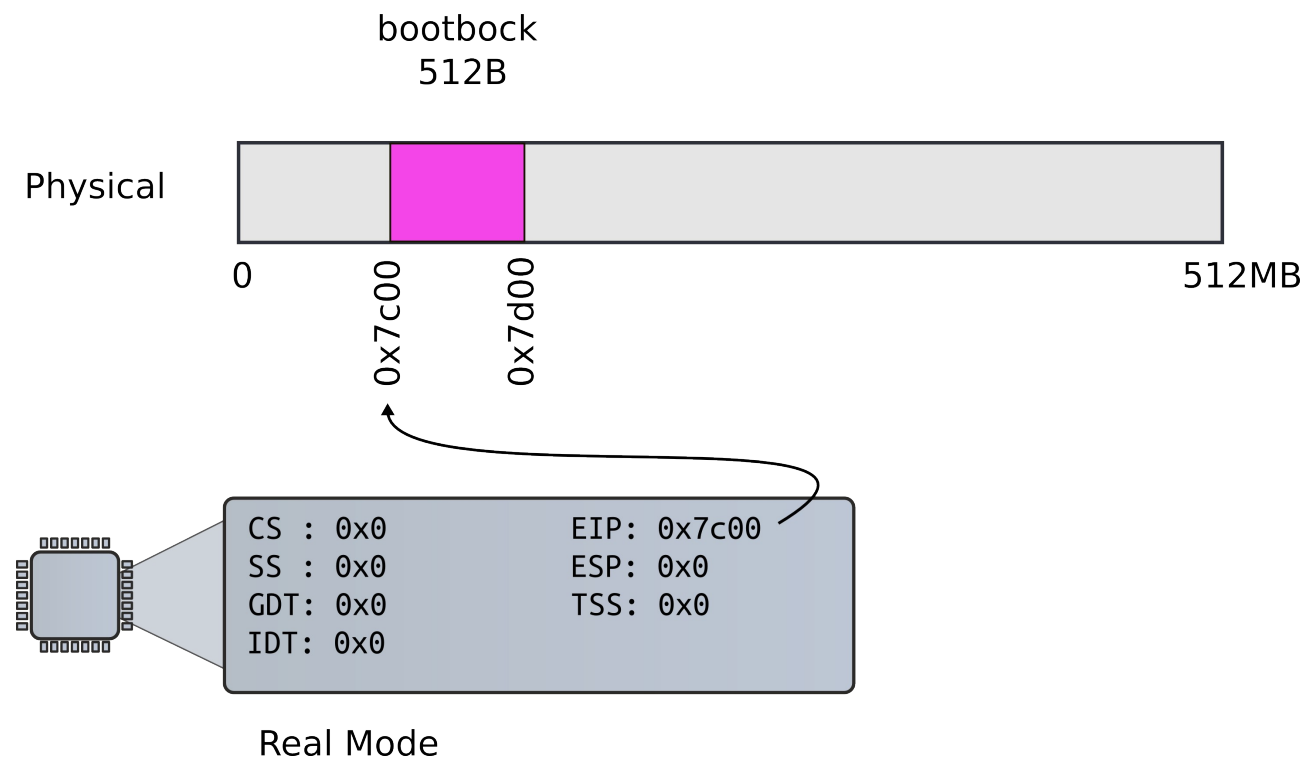 bootbock
512B
Physical
0
0x7c00
0x7d00
512MB
CS : 0x0
EIP: 0x7c00
SS : 0x0
ESP: 0x0
GDT: 0x0
TSS: 0x0
IDT: 0x0
Real Mode